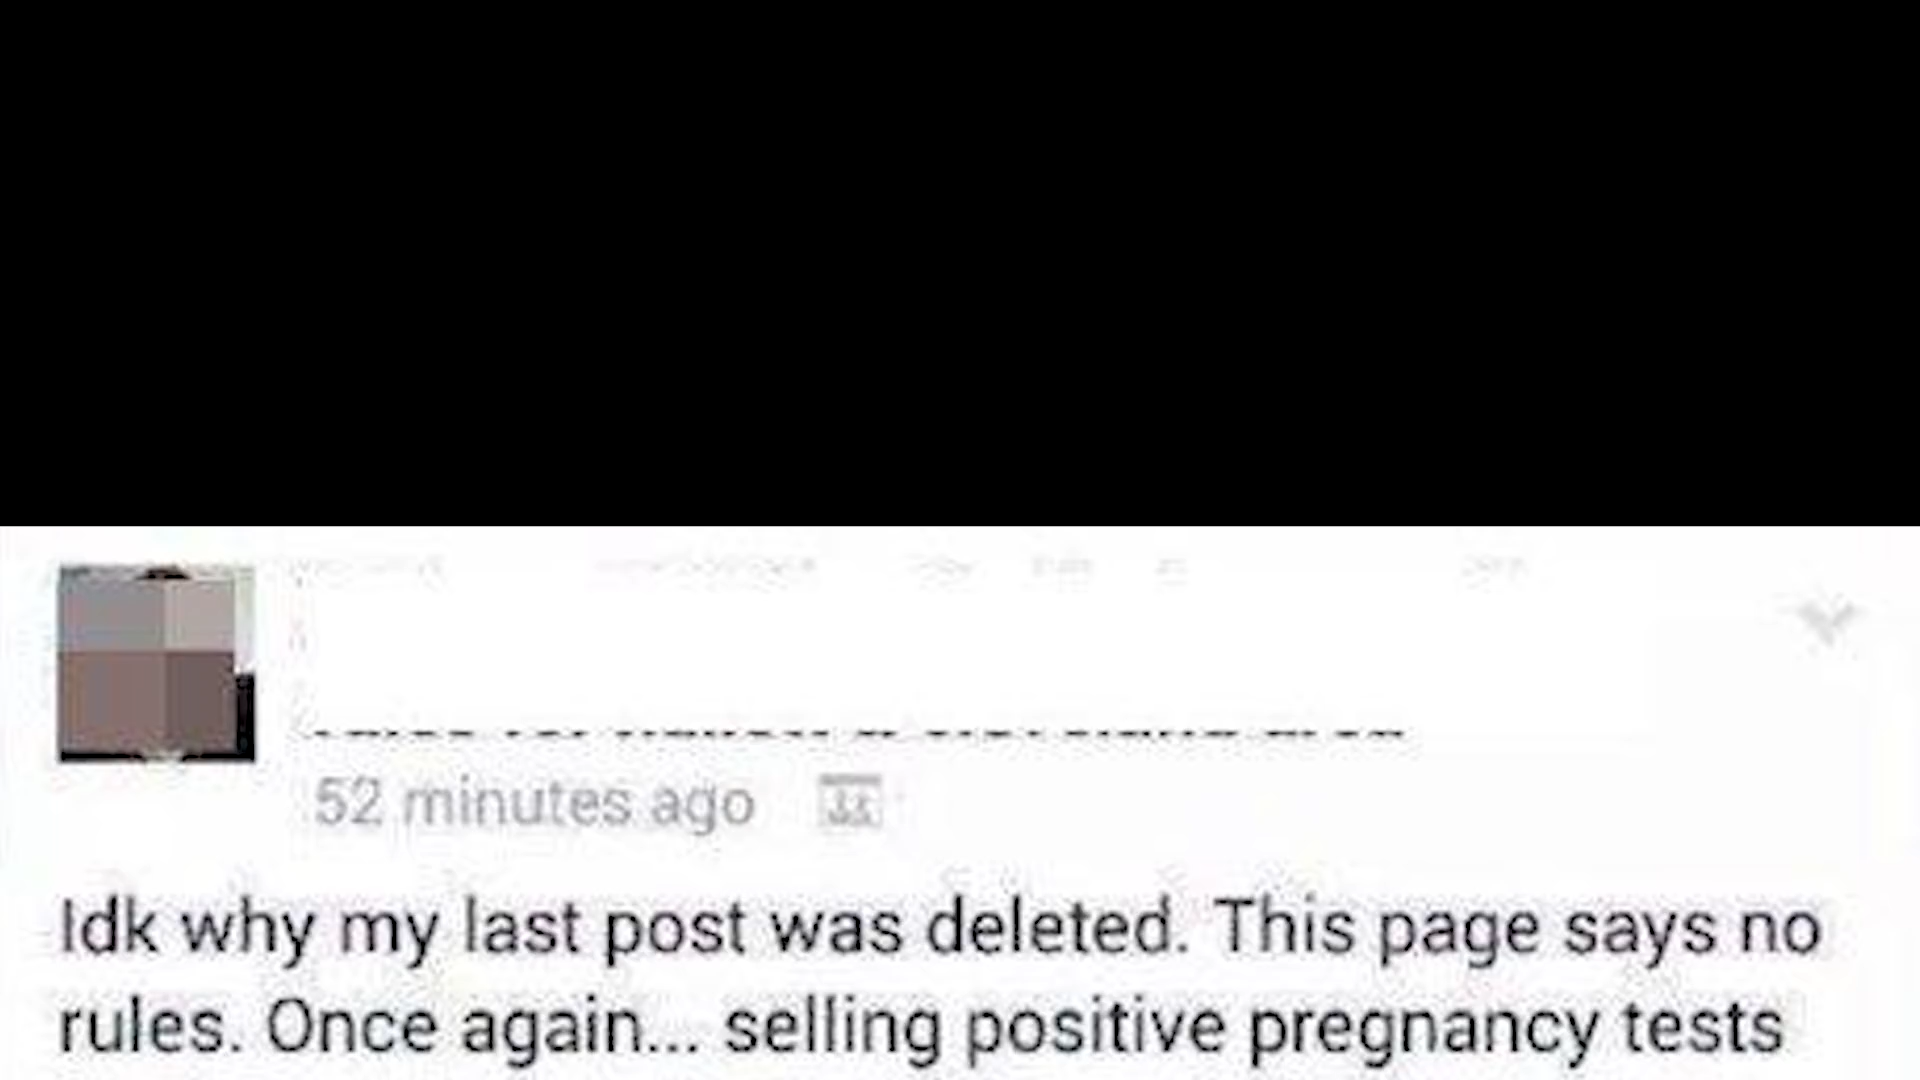 52 minutes ago
Idk why my last post was deleted. This page says no
rules. Once again... selling positive pregnancy tests